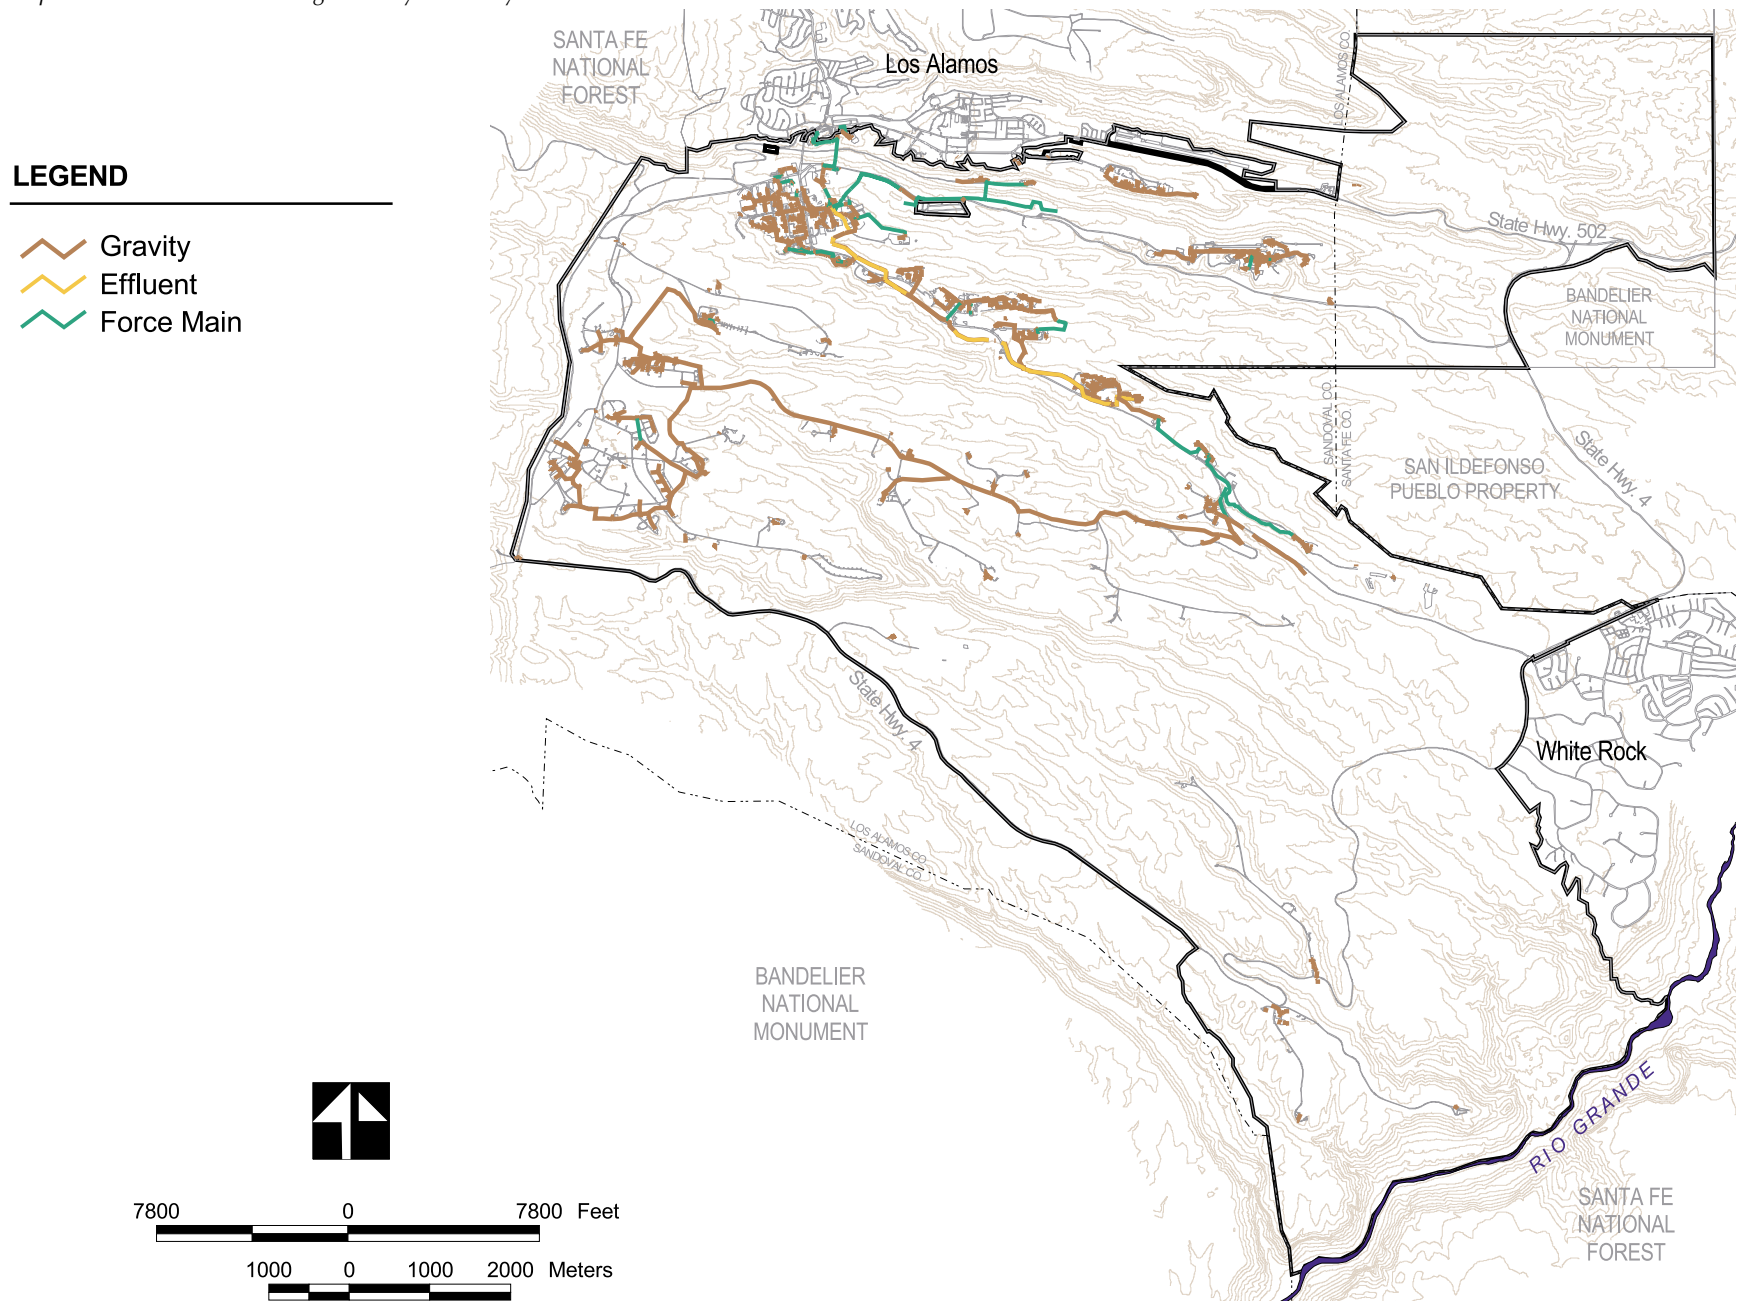 SANTA FE
NATIONAL
FOREST
Los Alamos
LOS ALAMOS CO.
LEGEND
Gravity
Effluent
Force Main
State Hwy. 502
BANDELIER
NATIONAL
MONUMENT
SANDOVAL CO.
SANTA FE CO.
SAN ILDEFONSO
PUEBLO PROPERTY
State Hwy. 4
State Hwy. 4
White Rock
LOS ALAMOS CO
SANDOVAL CO
BANDELIER
NATIONAL
MONUMENT
RIO GRANDE
SANTA FE
NATIONAL
FOREST
7800 0 7800 Feet
1000 0 1000 2000 Meters